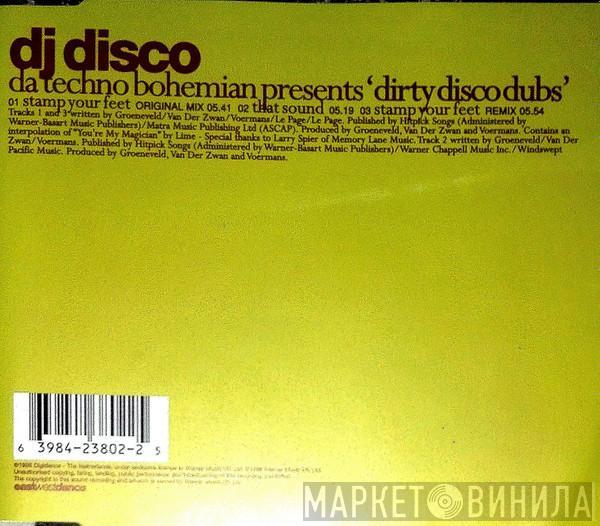 dj disco
da techno bohemian presents ‘dirty disco dubs’
01 stamp your feet ORIGINAL MIX 05.41 02 that sound 05.19 03 stamp your feet REMIX 05.54
Tracks 1 and 3 written by Groeneveld/Van Der Zwan/Voermans/Le Page/Le Page. Published by Hitpick Songs (Administered by
Warner-Basart Music Publishers)/Matra Music Publishing Ltd (ASCAP). Produced by Groeneveld, Van Der Zwan and Voermans. Contains an
interpolation of "You're My Magician" by Lime - Special thanks to Larry Spier of Memory Lane Music. Track 2 written by Groeneveld/Van Der
Zwan/Voermans. Published by Hitpick Songs (Administered by Warner-Basart Music Publishers)/Warner Chappell Music Inc./Windswept
Pacific Music. Produced by Groeneveld, Van Der Zwan and Voermans.
6 3984-23802-2 5
eastwestdance
МАРКЕТ ВИНИЛА